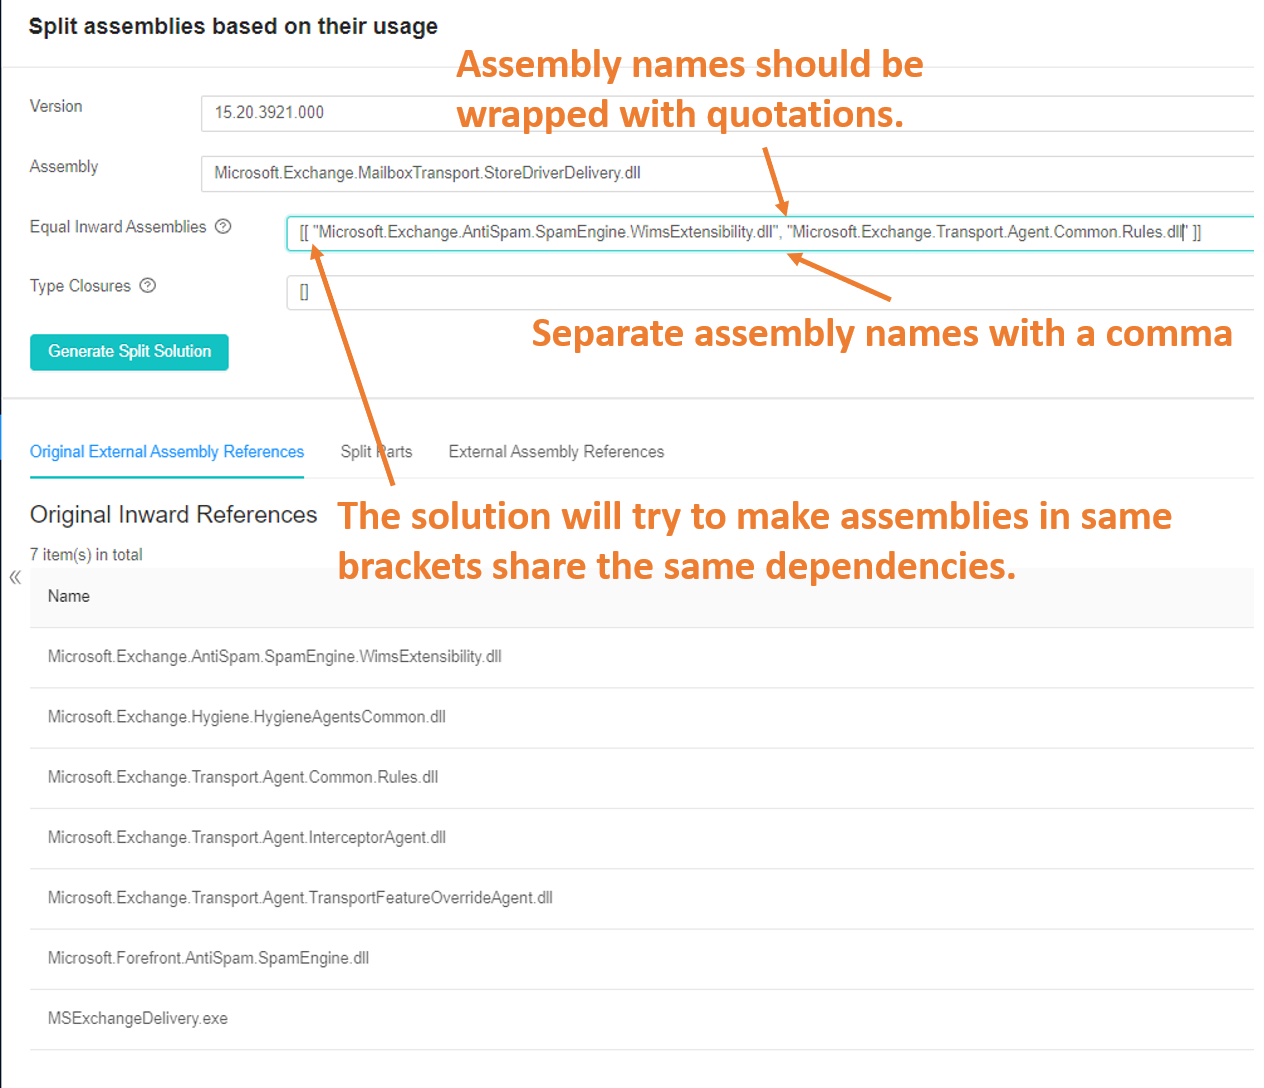 Split assemblies based on their usage
Assembly names should be
wrapped with quotations.
Version
15.20.3921.000
Assembly
Microsoft.Exchange.MailboxTransport.StoreDriverDelivery.dll
Equal Inward Assemblies
[[ "Microsoft.Exchange.AntiSpam.SpamEngine.WimsExtensibility.dll", "Microsoft.Exchange.Transport.Agent.Common.Rules.dll" ]]
Type Closures
[]
Separate assembly names with a comma
Generate Split Solution
Original External Assembly References
Split Parts
External Assembly References
Original Inward References
The solution will try to make assemblies in same
brackets share the same dependencies.
7 item(s) in total
Name
Microsoft.Exchange.AntiSpam.SpamEngine.WimsExtensibility.dll
Microsoft.Exchange.Hygiene.HygieneAgentsCommon.dll
Microsoft.Exchange.Transport.Agent.Common.Rules.dll
Microsoft.Exchange.Transport.Agent.InterceptorAgent.dll
Microsoft.Exchange.Transport.Agent.TransportFeatureOverrideAgent.dll
Microsoft.Forefront.AntiSpam.SpamEngine.dll
MSExchangeDelivery.exe